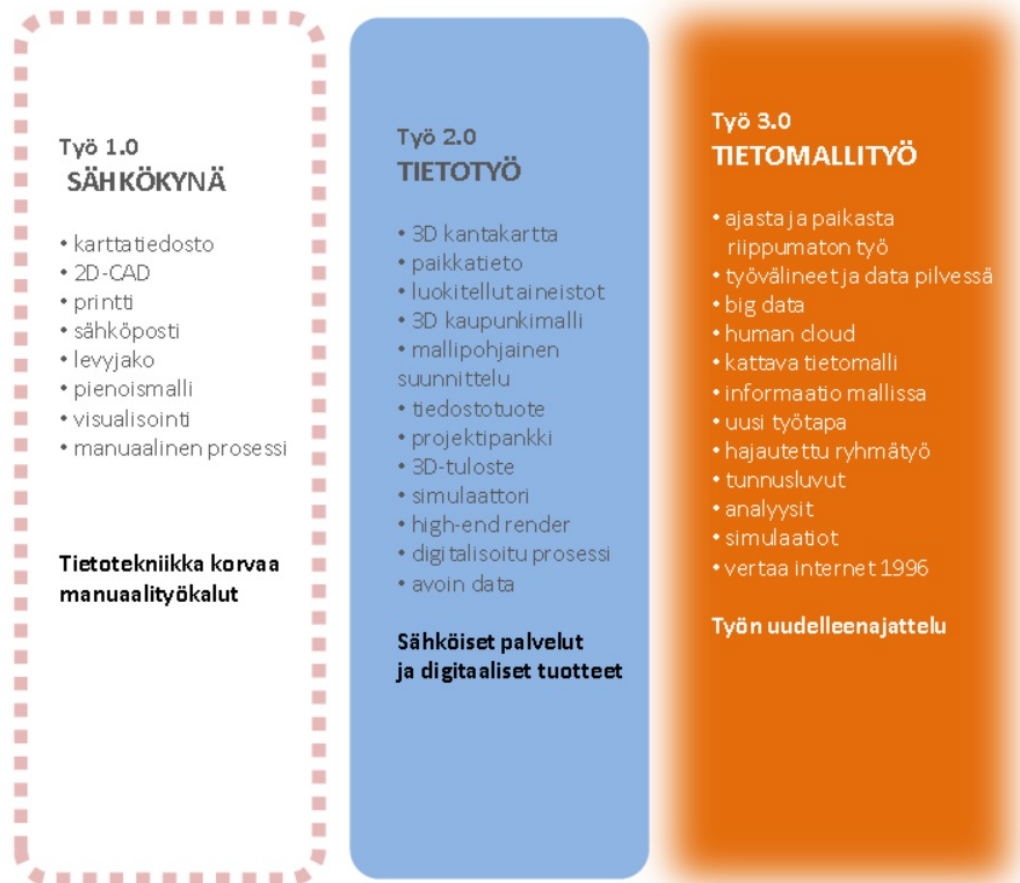 Työ 1.0
SÄHKÖKYNÄ
• karttatiedosto
• 2D-CAD
• printti
• sähköposti
• levyjako
• pienoismalli
• visualisointi
• manuaalinen prosessi
Tietotekniikka korvaa
manuaalityökalut
Työ 2.0
TIETOTYÖ
• 3D kantakartta
• paikkatieto
• luokitellut aineistot
• 3D kaupunkimalli
• mallipohjainen
suunnittelu
• tiedostotuote
• projektipankki
• 3D-tuloste
• simulaattori
• high-end render
• digitalisoitu prosessi
• avoin data
Sähköiset palvelut
ja digitaaliset tuotteet
Työ 3.0
TIETOMALLITYÖ
• ajasta ja paikasta
riippumaton työ
• työvälineet ja data pilvessä
• big data
• human cloud
• kattava tietomalli
• informaatio mallissa
• uusi työtapa
• hajautettu ryhmätyö
• tunnusluvut
• analyysit
• simulaatiot
• vertaa internet 1996
Työn uudelleenajattelu